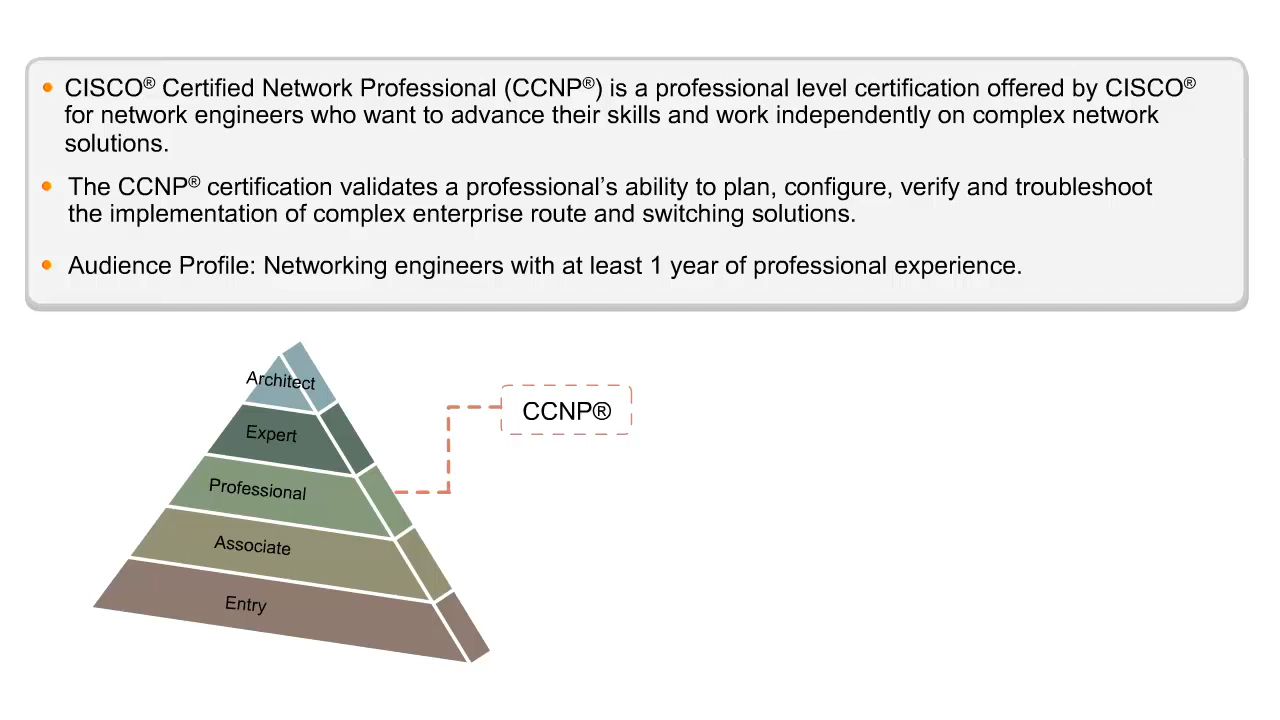 CISCO® Certified Network Professional (CCNP®) is a professional level certification offered by CISCO®
for network engineers who want to advance their skills and work independently on complex network
solutions.
The CCNP® certification validates a professional’s ability to plan, configure, verify and troubleshoot
the implementation of complex enterprise route and switching solutions.
Audience Profile: Networking engineers with at least 1 year of professional experience.
Architect
CCNP®
Expert
Professional
Associate
Entry